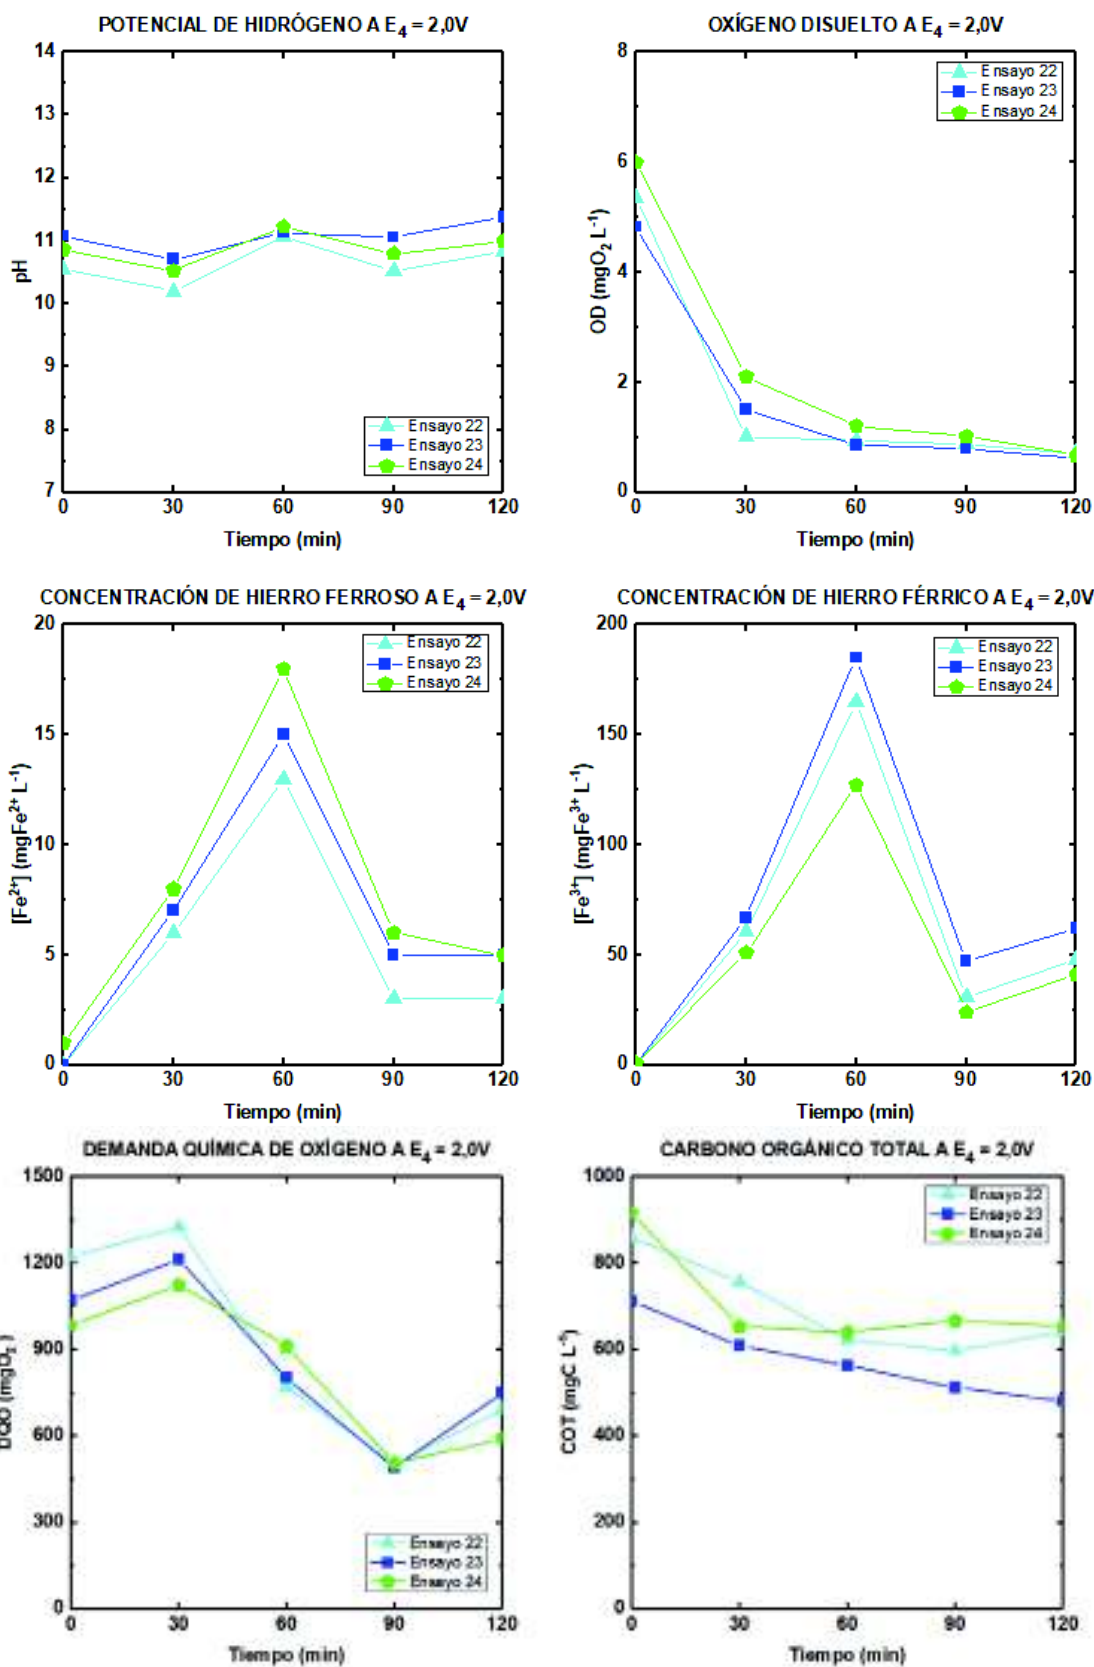 POTENCIAL DE HIDRÓGENO A E4 = 2,0V
14
13
12
11
10
9
8
7
pH
Ensayo 22
Ensayo 23
Ensayo 24
0 30 60 90 120
Tiempo (min)
OXÍGENO DISUELTO A E4 = 2,0V
8
6
4
2
0
OD (mgO2 L-1)
Ensayo 22
Ensayo 23
Ensayo 24
0 30 60 90 120
Tiempo (min)
CONCENTRACIÓN DE HIERRO FERROSO A E4 = 2,0V
20
15
10
5
0
[Fe2+] (mgFe2+ L-1)
Ensayo 22
Ensayo 23
Ensayo 24
0 30 60 90 120
Tiempo (min)
CONCENTRACIÓN DE HIERRO FÉRRICO A E4 = 2,0V
200
150
100
50
0
[Fe3+] (mgFe3+ L-1)
Ensayo 22
Ensayo 23
Ensayo 24
0 30 60 90 120
Tiempo (min)
DEMANDA QUÍMICA DE OXÍGENO A E4 = 2,0V
1500
1200
900
600
300
0
DQO (mgO2 )
Ensayo 22
Ensayo 23
Ensayo 24
0 30 60 90 120
Tiempo (min)
CARBONO ORGÁNICO TOTAL A E4 = 2,0V
1000
800
600
400
200
0
COT (mgC L-1)
Ensayo 22
Ensayo 23
Ensayo 24
0 30 60 90 120
Tiempo (min)